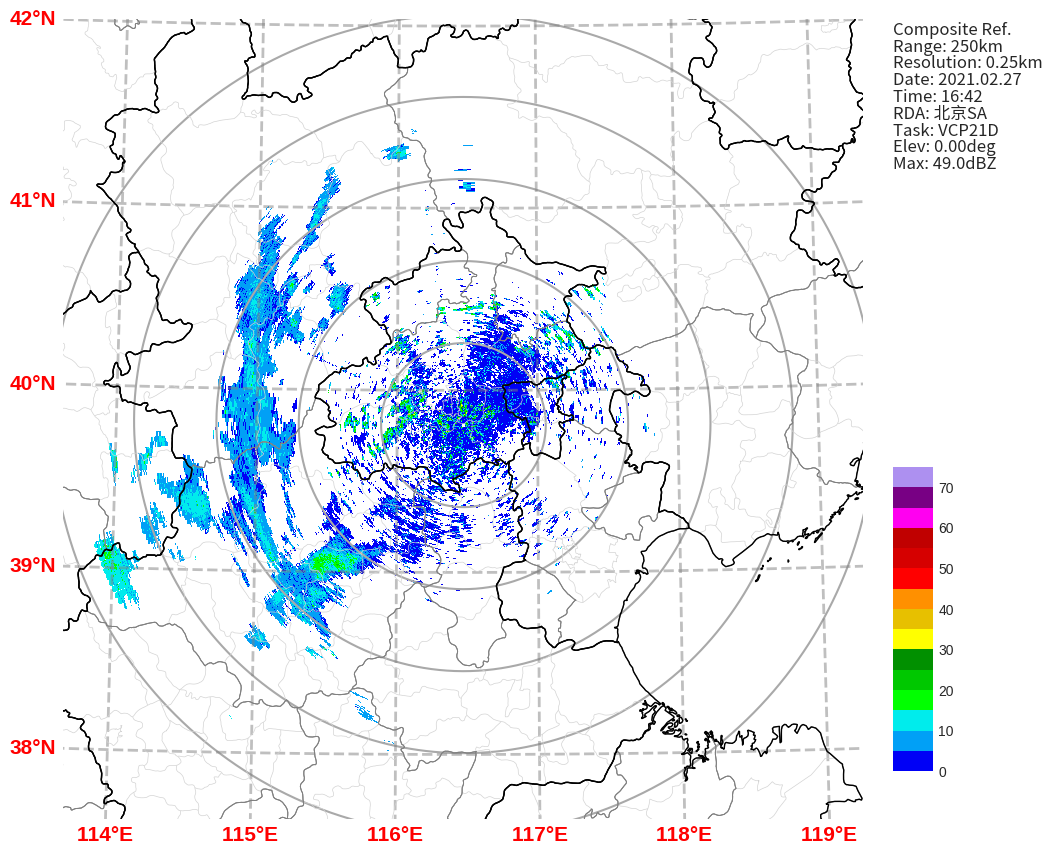 42°N
41°N
40°N
39°N
38°N
114°E
115°E
116°E
117°E
118°E
119°E
Composite Ref.
Range: 250km
Resolution: 0.25km
Date: 2021.02.27
Time: 16:42
RDA: 北京SA
Task: VCP21D
Elev: 0.00deg
Max: 49.0dBZ
70
60
50
40
30
20
10
0